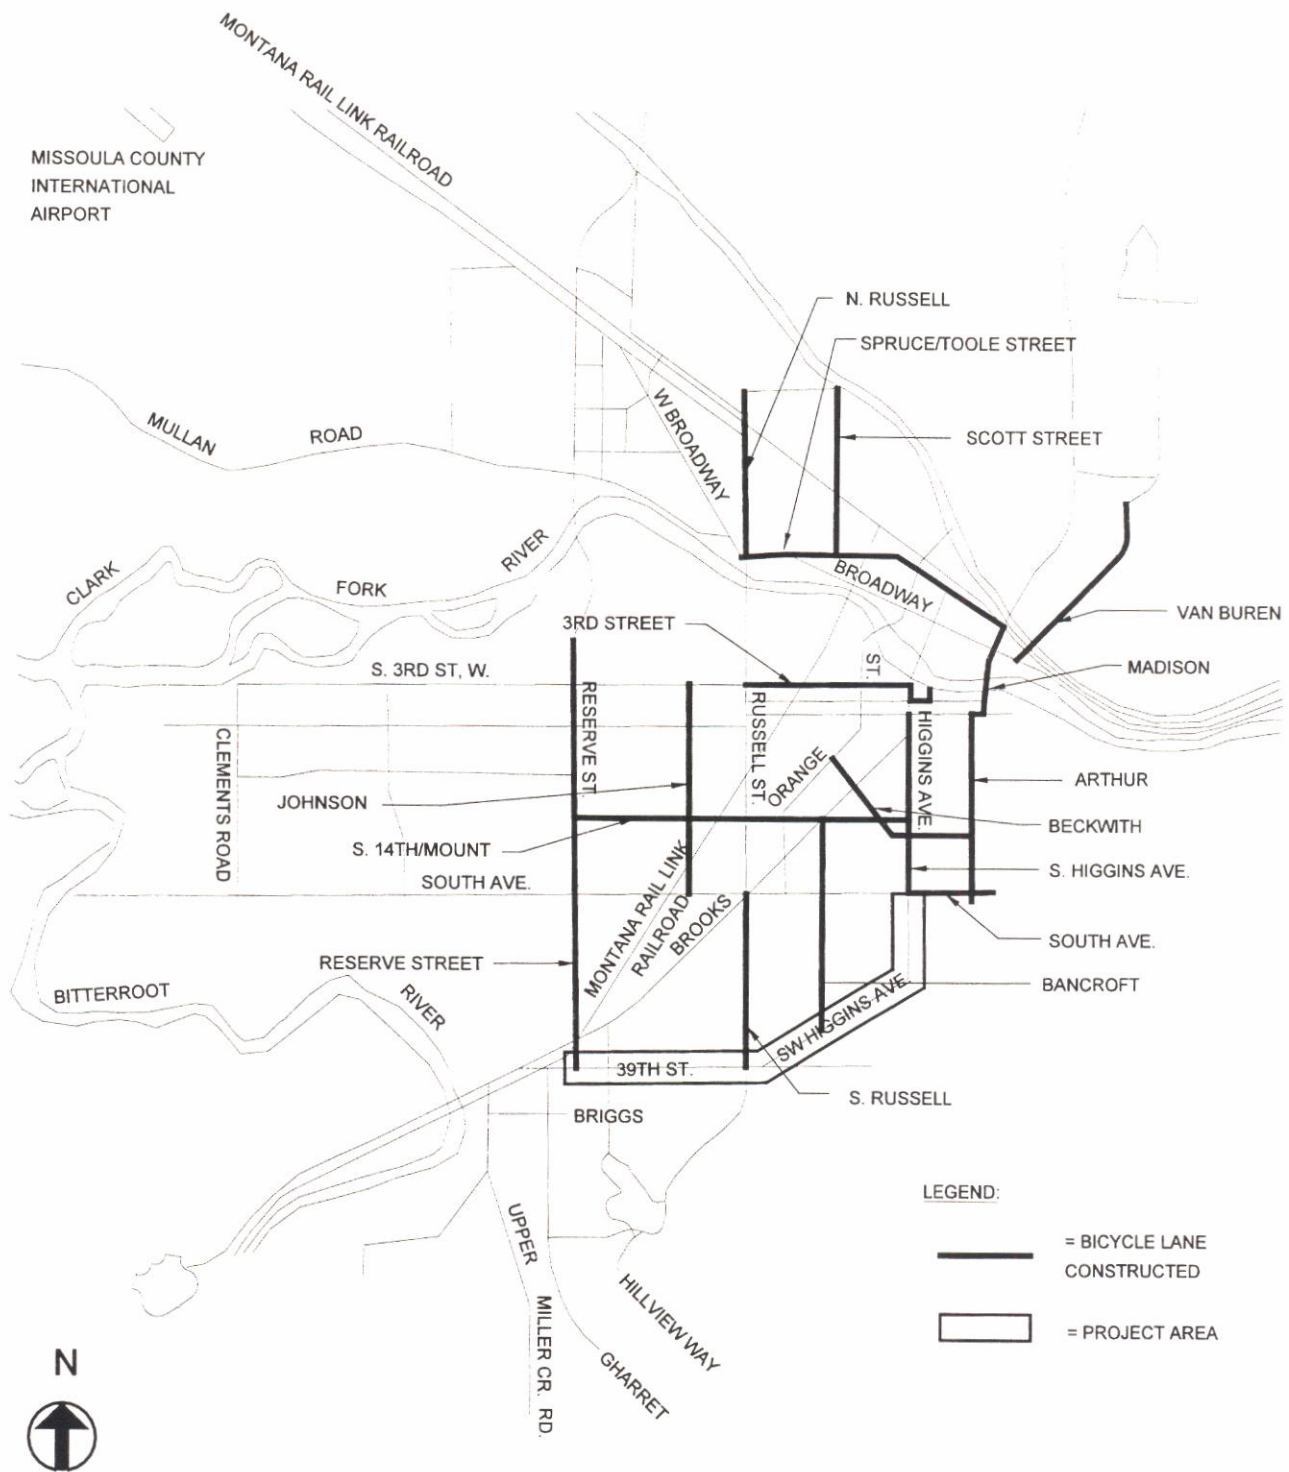 MONTANA RAIL LINK RAILROAD
MISSOULA COUNTY
INTERNATIONAL
AIRPORT
N. RUSSELL
SPRUCE/TOOLE STREET
SCOTT STREET
W BROADWAY
MULLAN ROAD
CLARK FORK RIVER
BROADWAY
VAN BUREN
3RD STREET
MADISON
S. 3RD ST, W.
ST.
RESERVE ST.
RUSSELL ST.
HIGGINS AVE.
CLEMENTS ROAD
ORANGE
ARTHUR
JOHNSON
BECKWITH
S. 14TH/MOUNT
S. HIGGINS AVE.
SOUTH AVE.
MONTANA RAIL LINK
RAILROAD
BROOKS
SOUTH AVE.
RESERVE STREET
BANCROFT
BITTERROOT RIVER
SW HIGGINS AVE.
39TH ST.
S. RUSSELL
BRIGGS
UPPER MILLER CR. RD.
HILLVIEW WAY
GHARRET
LEGEND:
= BICYCLE LANE
CONSTRUCTED
= PROJECT AREA
N